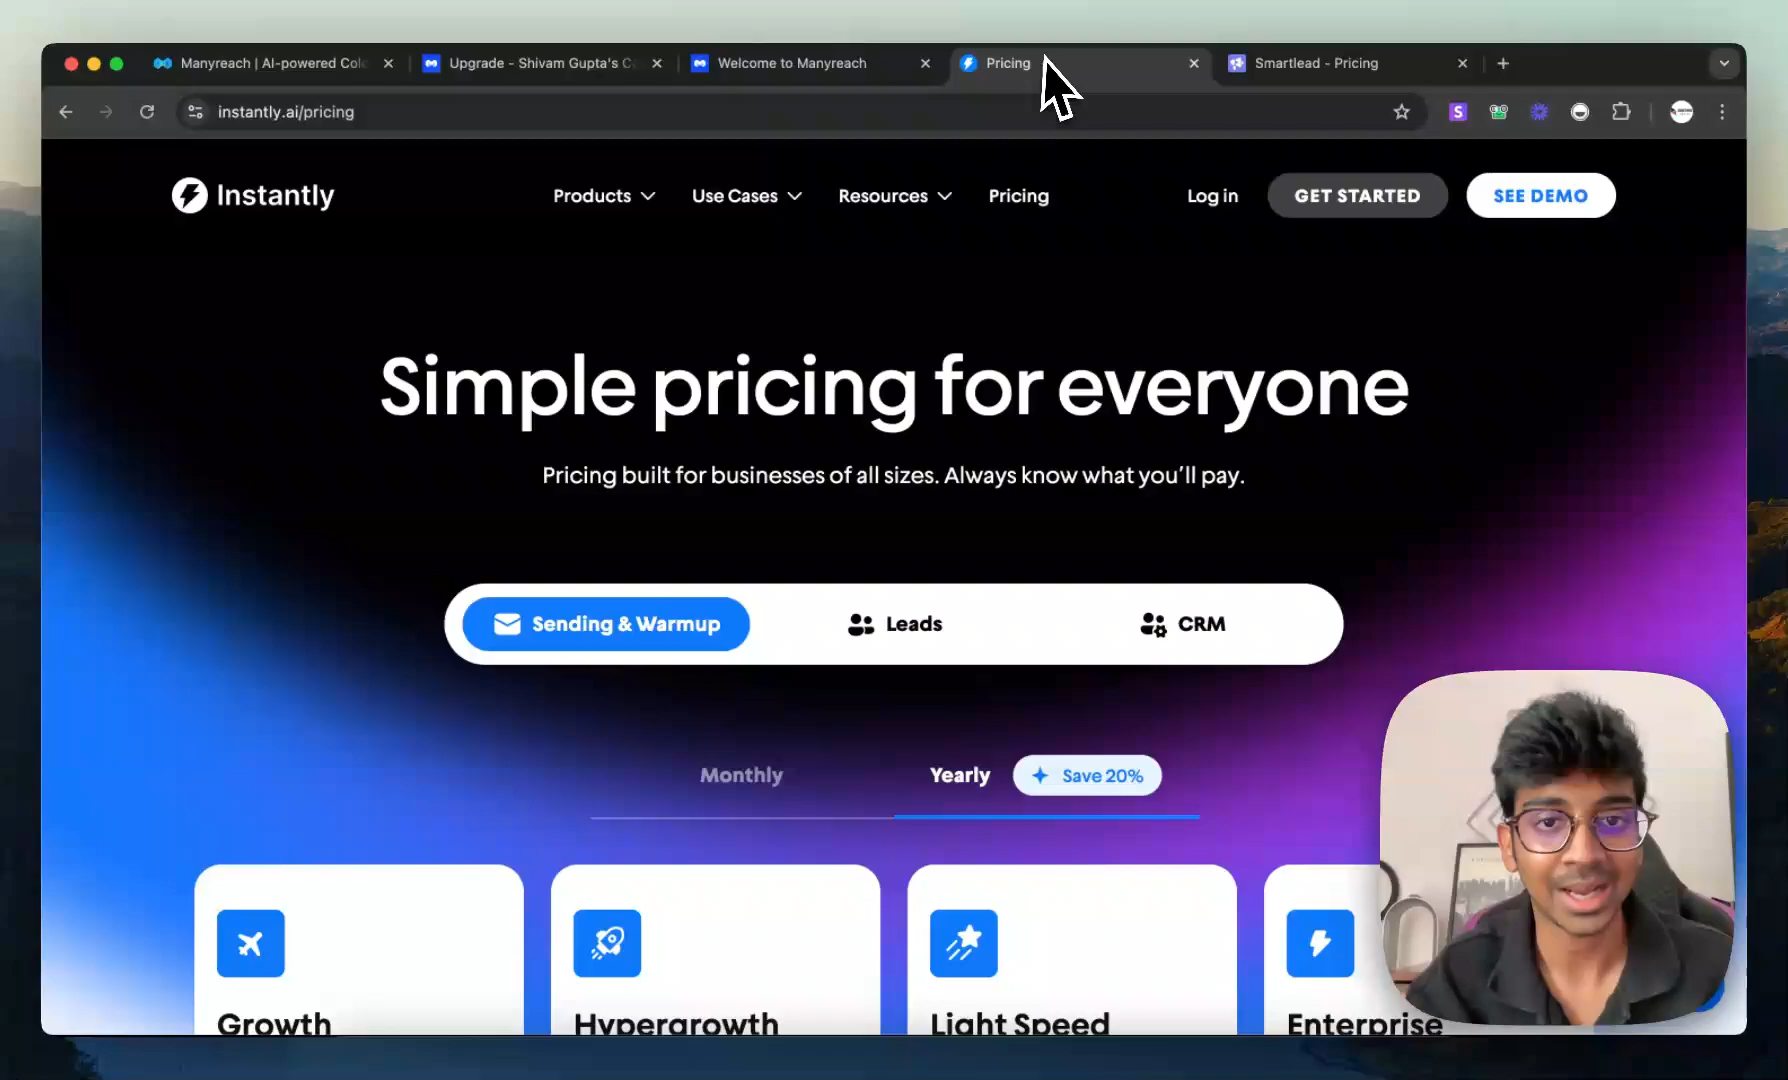 Manyreach | AI-powered Col
Upgrade - Shivam Gupta's C
Welcome to Manyreach
Pricing
Smartlead - Pricing
instantly.ai/pricing
Instantly
Products
Use Cases
Resources
Pricing
Log in
GET STARTED
SEE DEMO
Simple pricing for everyone
Pricing built for businesses of all sizes. Always know what you'll pay.
Sending & Warmup
Leads
CRM
Monthly
Yearly
Save 20%
Growth
Hypergrowth
Light Speed
Enterprise